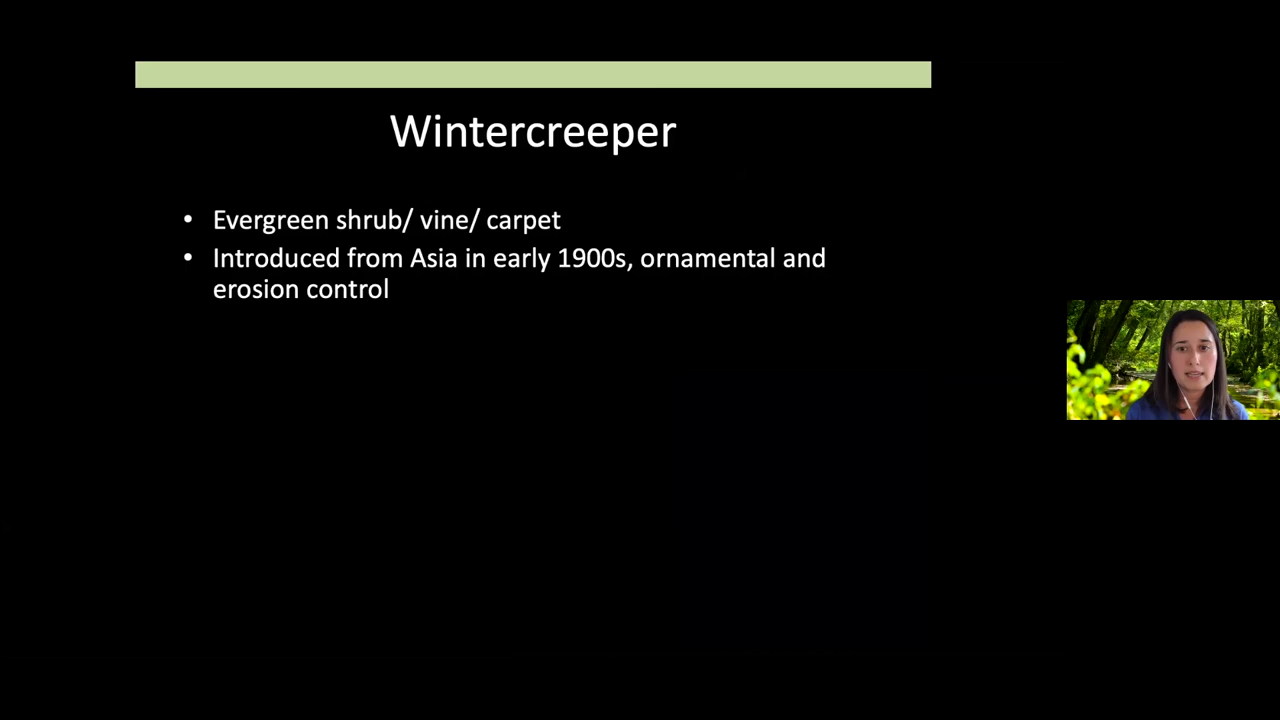 Wintercreeper
• Evergreen shrub/ vine/ carpet
• Introduced from Asia in early 1900s, ornamental and
erosion control